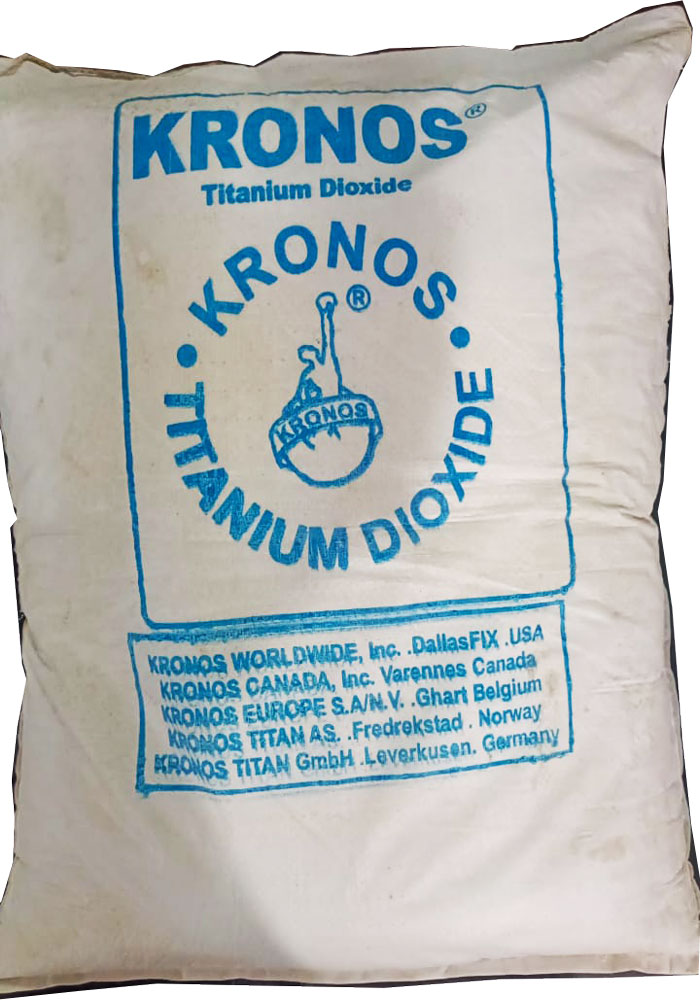 KRONOS®
Titanium Dioxide
KRONOS ®
KRONOS
• TITANIUM DIOXIDE •
KRONOS WORLDWIDE, Inc. .DallasFIX .USA
KRONOS CANADA, Inc. Varennes Canada
KRONOS EUROPE S.A/N.V. .Ghart Belgium
KRONOS TITAN AS. .Fredrekstad . Norway
KRONOS TITAN GmbH .Leverkusen. Germany